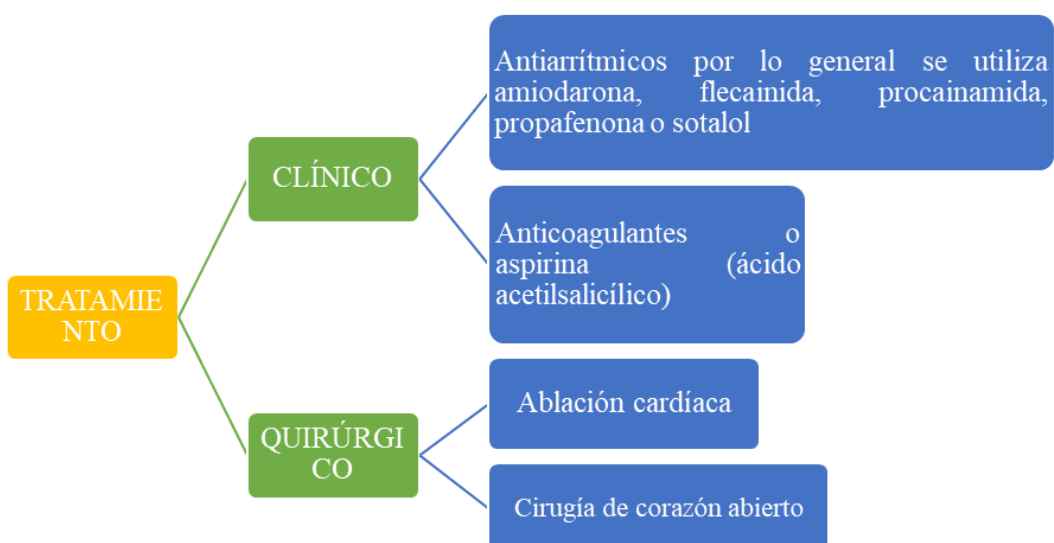 TRATAMIE
NTO
CLÍNICO
Antiarrítmicos por lo general se utiliza
amiodarona, flecainida, procainamida,
propafenona o sotalol
Anticoagulantes o
aspirina (ácido
acetilsalicílico)
QUIRÚRGI
CO
Ablación cardíaca
Cirugía de corazón abierto